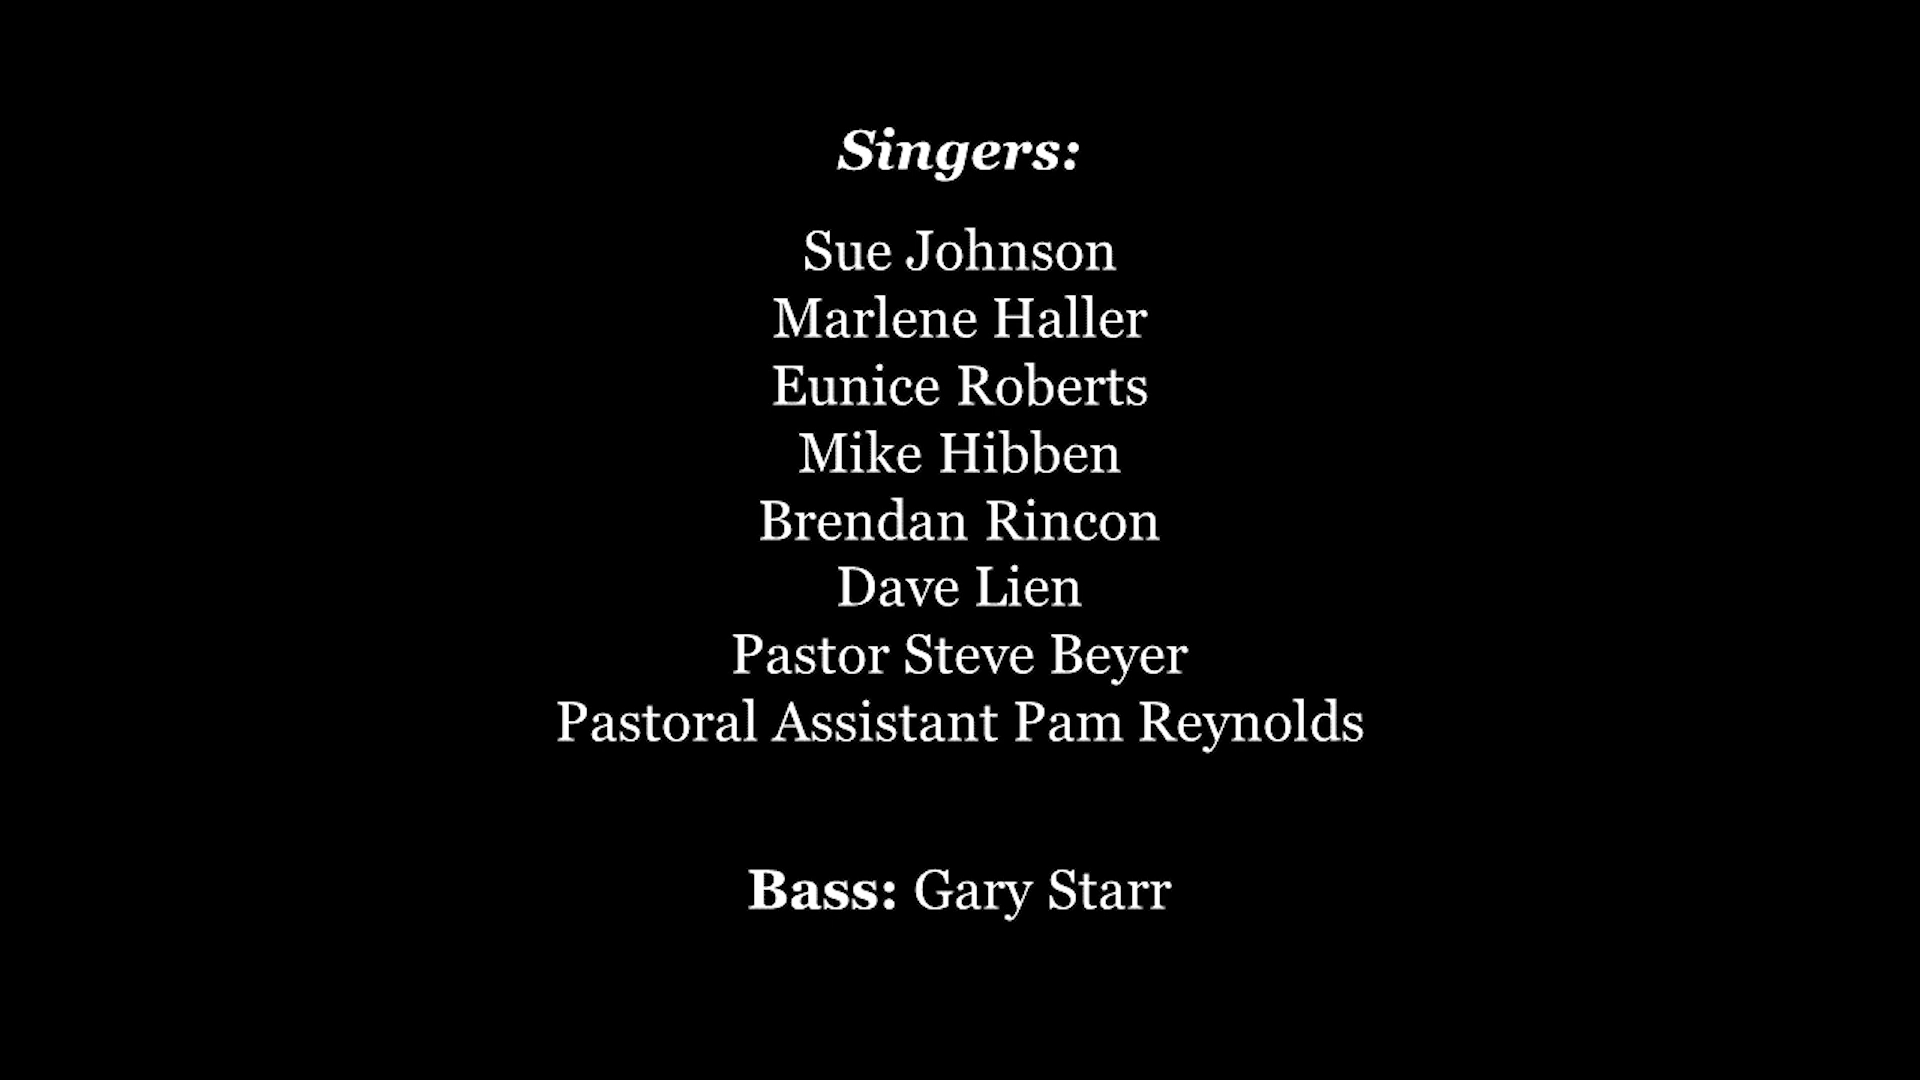 Singers:
Sue Johnson
Marlene Haller
Eunice Roberts
Mike Hibben
Brendan Rincon
Dave Lien
Pastor Steve Beyer
Pastoral Assistant Pam Reynolds
Bass: Gary Starr